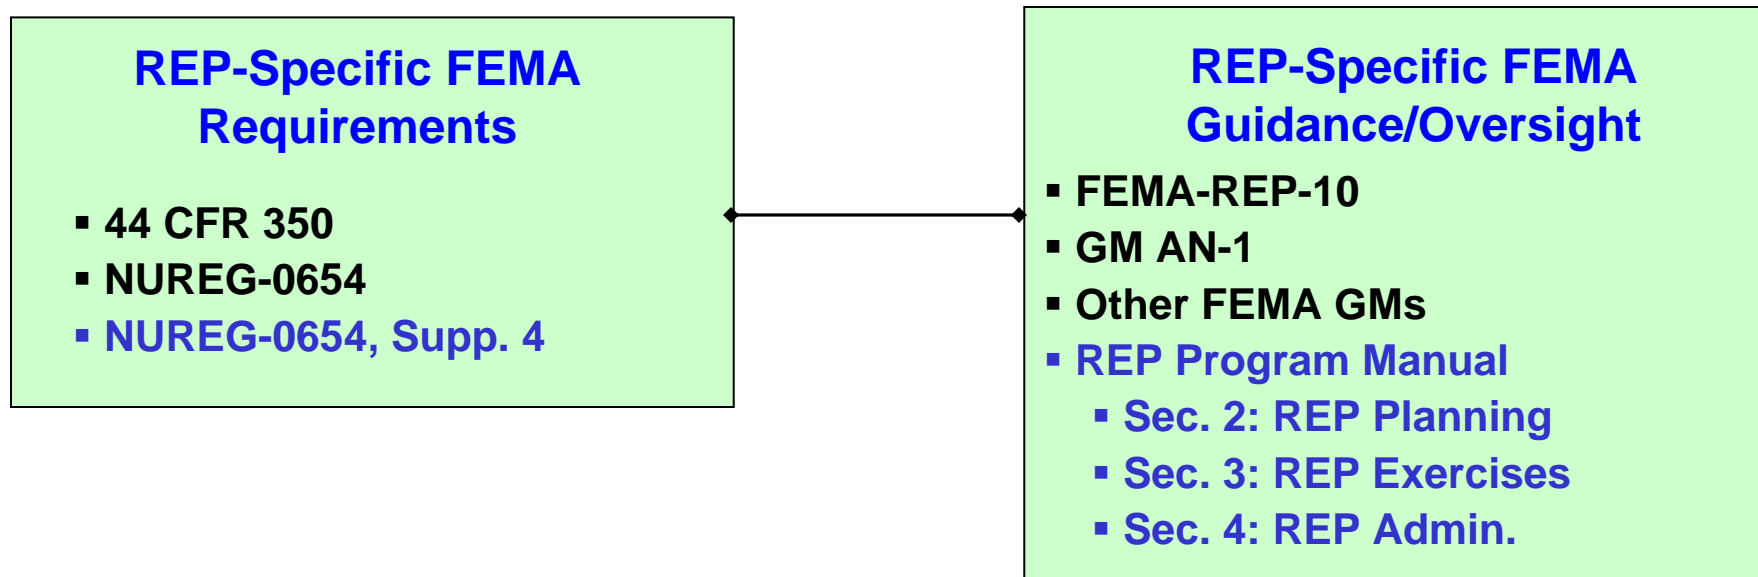 REP-Specific FEMA
Requirements
▪ 44 CFR 350
▪ NUREG-0654
▪ NUREG-0654, Supp. 4
REP-Specific FEMA
Guidance/Oversight
▪ FEMA-REP-10
▪ GM AN-1
▪ Other FEMA GMs
▪ REP Program Manual
▪ Sec. 2: REP Planning
▪ Sec. 3: REP Exercises
▪ Sec. 4: REP Admin.